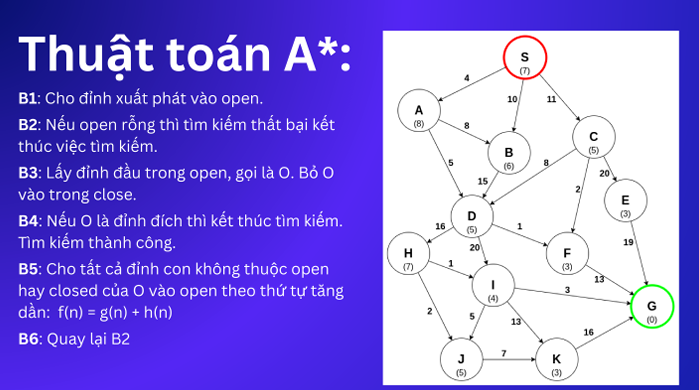 Thuật toán A*:
B1: Cho đỉnh xuất phát vào open.
B2: Nếu open rỗng thì tìm kiếm thất bại kết
thúc việc tìm kiếm.
B3: Lấy đỉnh đầu trong open, gọi là O. Bỏ O
vào trong close.
B4: Nếu O là đỉnh đích thì kết thúc tìm kiếm.
Tìm kiếm thành công.
B5: Cho tất cả đỉnh con không thuộc open
hay closed của O vào open theo thứ tự tăng
dần: f(n) = g(n) + h(n)
B6: Quay lại B2
S
(7)
4
10
11
A
(8)
8
C
(5)
B
(6)
5
8
20
15
2
E
(3)
D
(5)
16
1
20
19
H
(7)
F
(3)
1
13
I
(4)
3
G
(0)
2
5
13
16
J
(5)
7
K
(3)